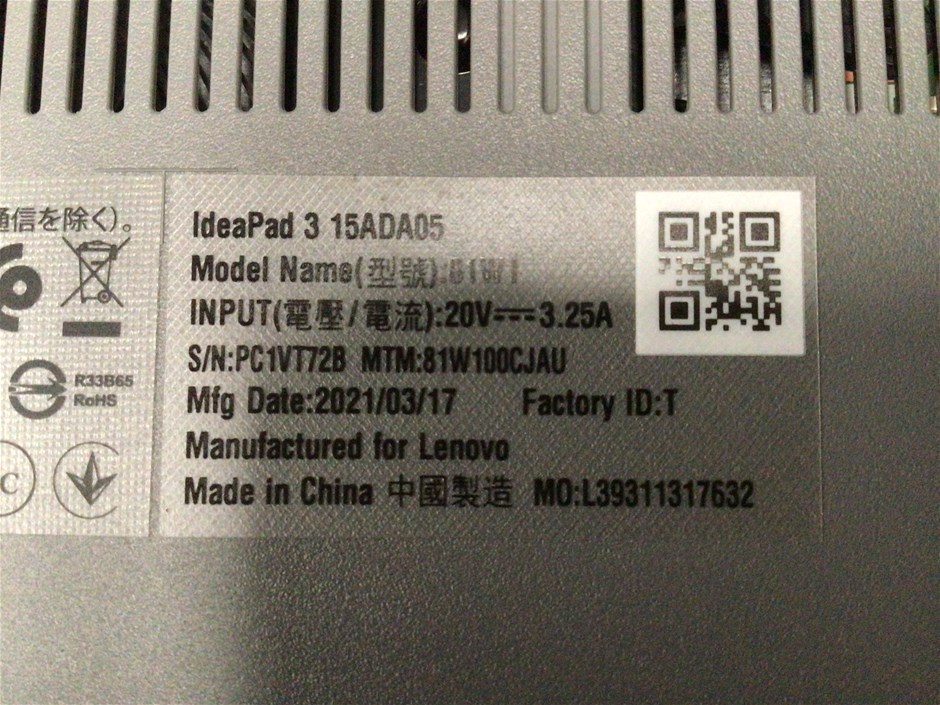 通信を除く)。
R33B65
RoHS
C
IdeaPad 3 15ADA05
Model Name(型號):81W1
INPUT(電壓/電流):20V⎓3.25A
S/N:PC1VT72B MTM:81W100CJAU
Mfg Date:2021/03/17 Factory ID:T
Manufactured for Lenovo
Made in China 中國製造 MO:L39311317632